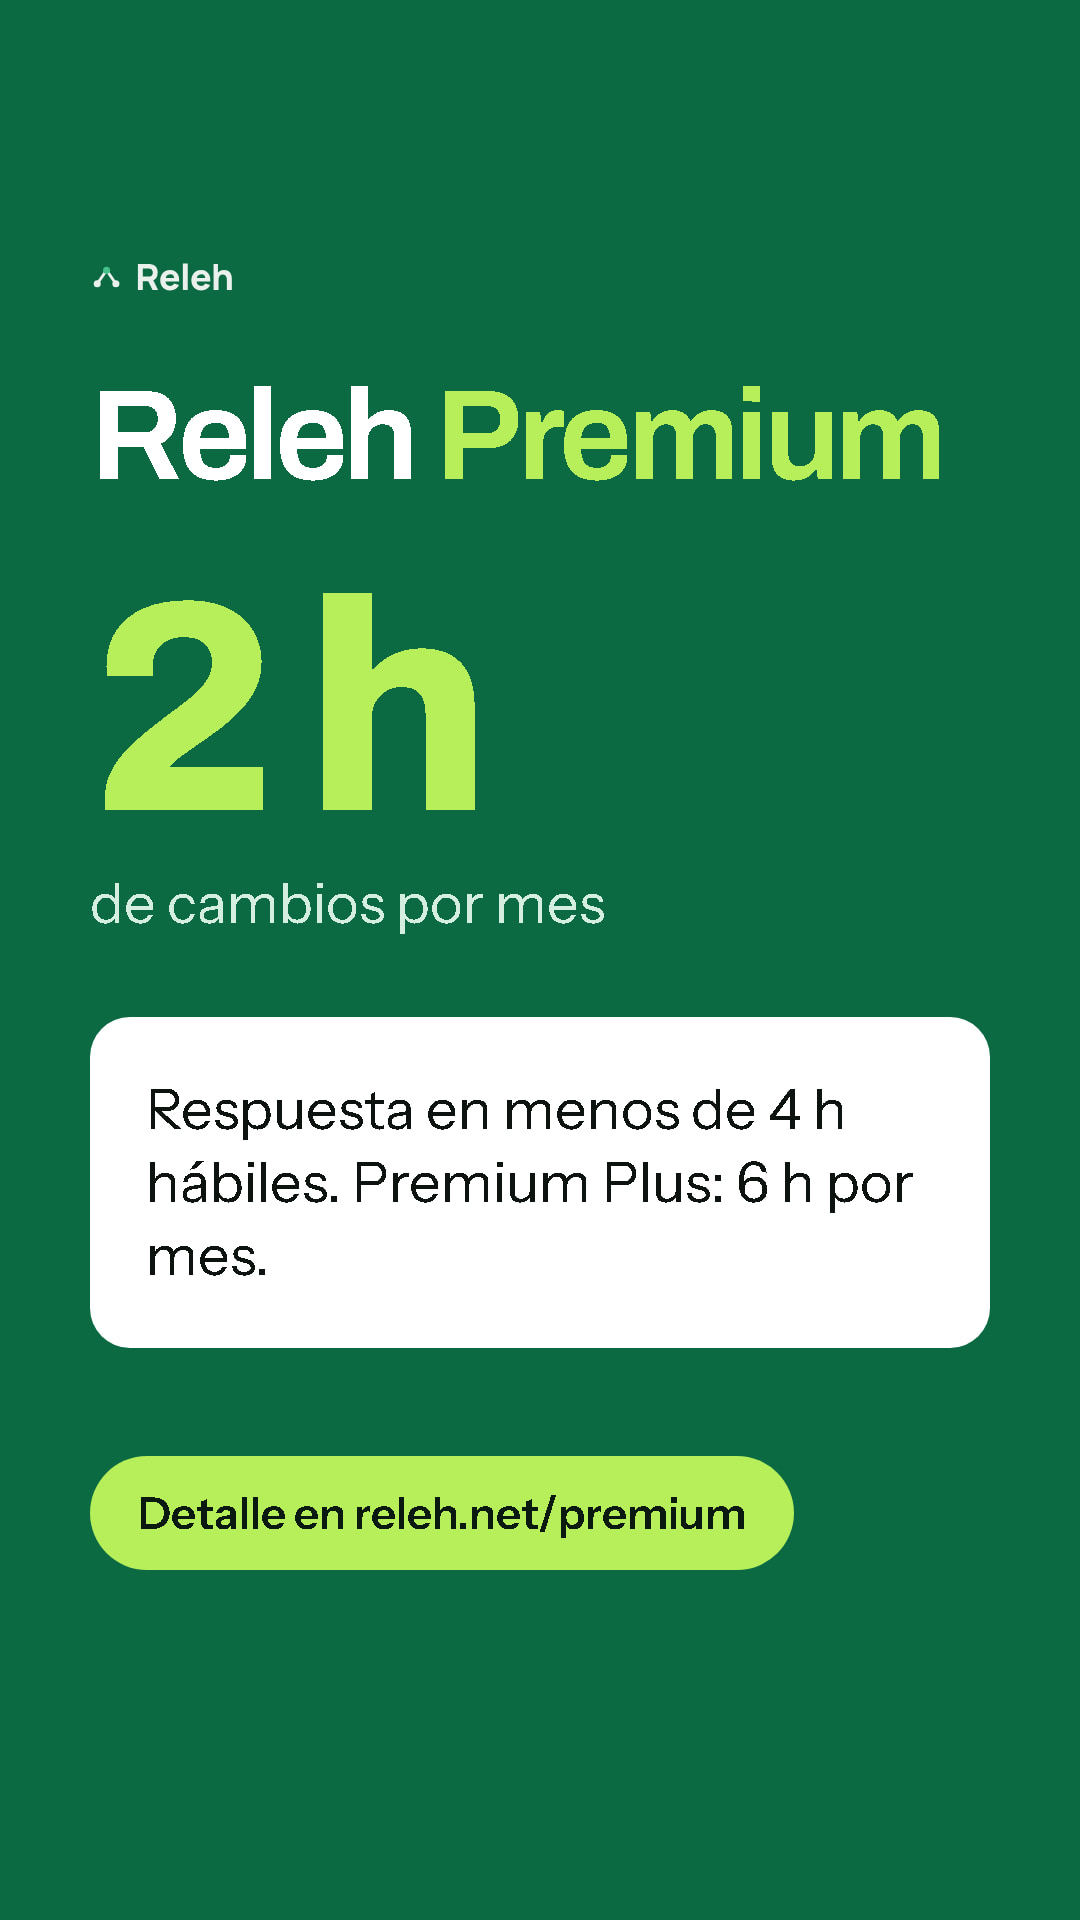 Releh
Releh Premium
2 h
de cambios por mes
Respuesta en menos de 4 h
hábiles. Premium Plus: 6 h por
mes.
Detalle en releh.net/premium